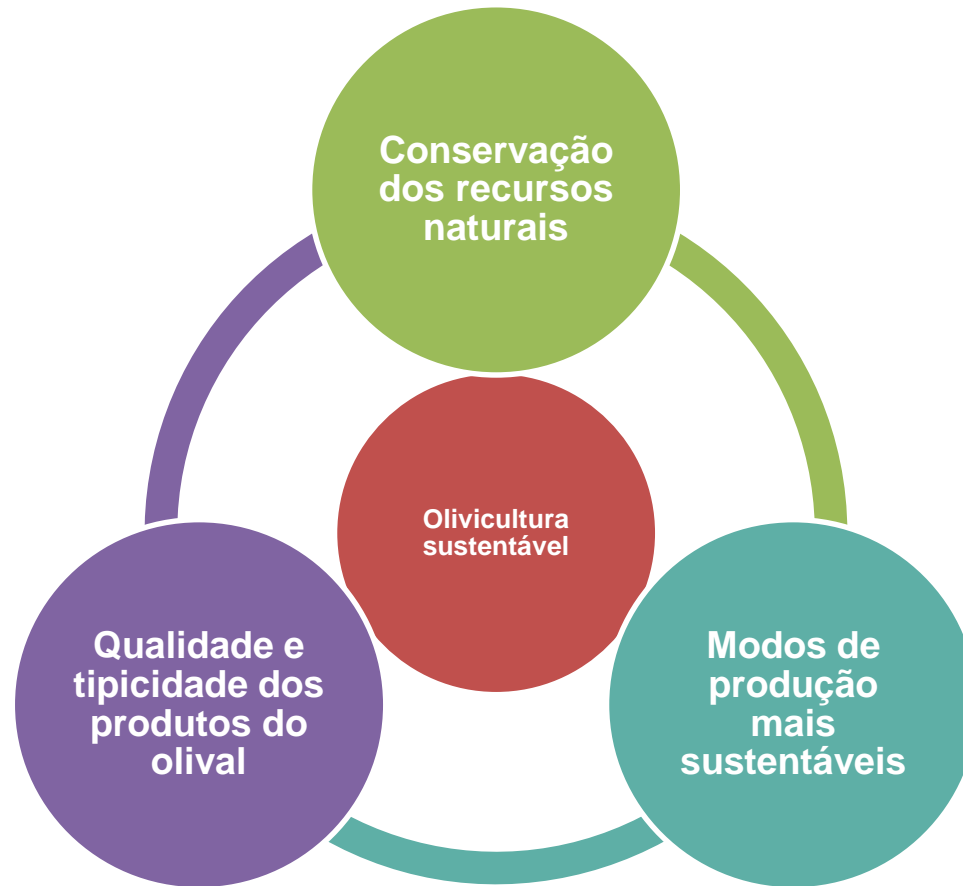 Conservação
dos recursos
naturais
Olivicultura
sustentável
Qualidade e
tipicidade dos
produtos do
olival
Modos de
produção
mais
sustentáveis